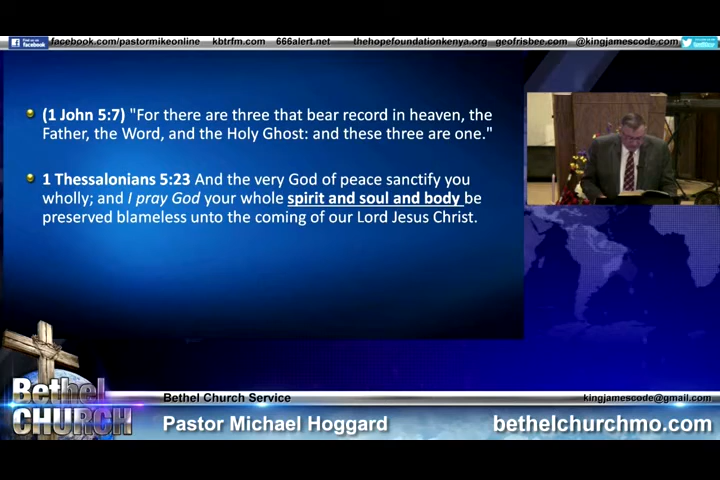 facebook.com/pastormikeonline kbtrfm.com 666alert.net thehopefoundationkenya.org geofrisbee.com @kingjamescode.com
(1 John 5:7) "For there are three that bear record in heaven, the
Father, the Word, and the Holy Ghost: and these three are one."
1 Thessalonians 5:23 And the very God of peace sanctify you
wholly; and I pray God your whole spirit and soul and body be
preserved blameless unto the coming of our Lord Jesus Christ.
Bethel
CHURCH
Bethel Church Service
kingjamescode@gmail.com
Pastor Michael Hoggard
bethelchurchmo.com